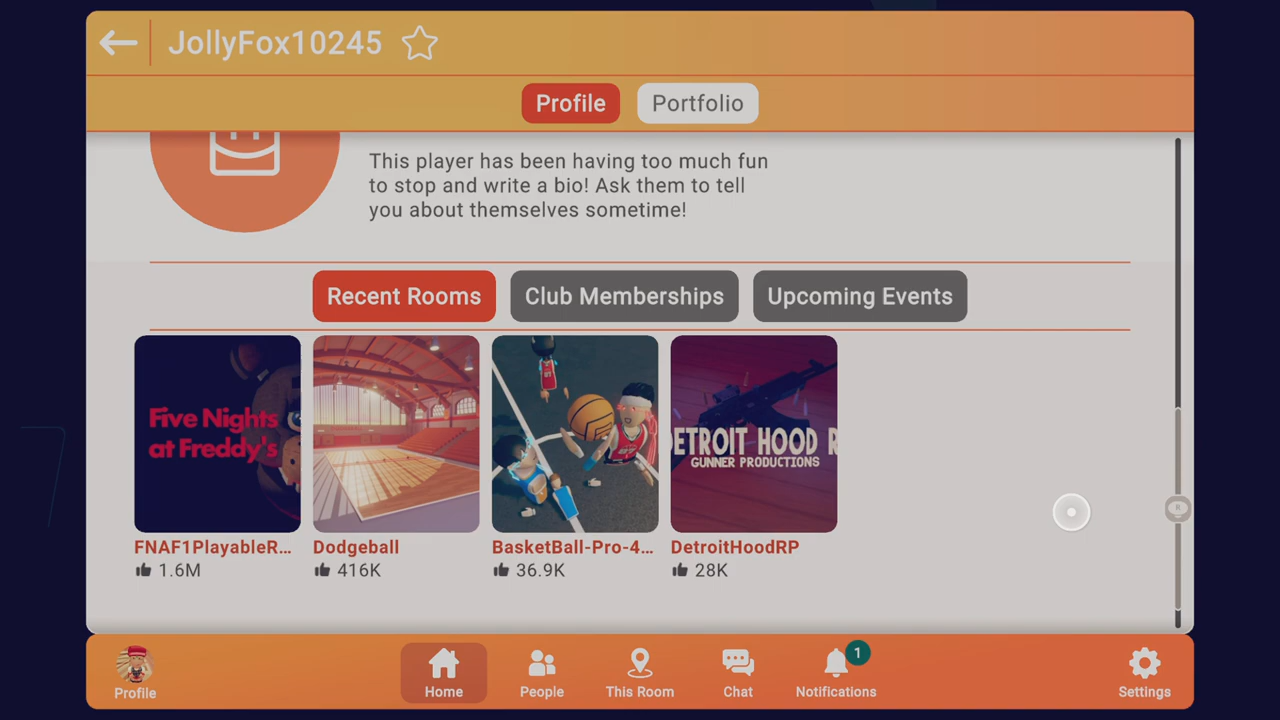 JollyFox10245
Profile
Portfolio
This player has been having too much fun
to stop and write a bio! Ask them to tell
you about themselves sometime!
Recent Rooms
Club Memberships
Upcoming Events
Five Nights
at Freddy's
ETROIT HOOD R
GUNNER PRODUCTIONS
FNAF1PlayableR...
Dodgeball
BasketBall-Pro-4...
DetroitHoodRP
1.6M
416K
36.9K
28K
Profile
Home
People
This Room
Chat
1
Notifications
Settings